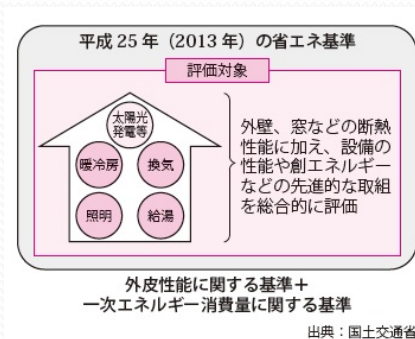 平成25年（2013年）の省エネ基準
評価対象
太陽光
発電等
暖冷房
換気
照明
給湯
外壁、窓などの断熱
性能に加え、設備の
性能や創エネルギー
などの先進的な取組
を総合的に評価
外皮性能に関する基準＋
一次エネルギー消費量に関する基準
出典：国土交通省